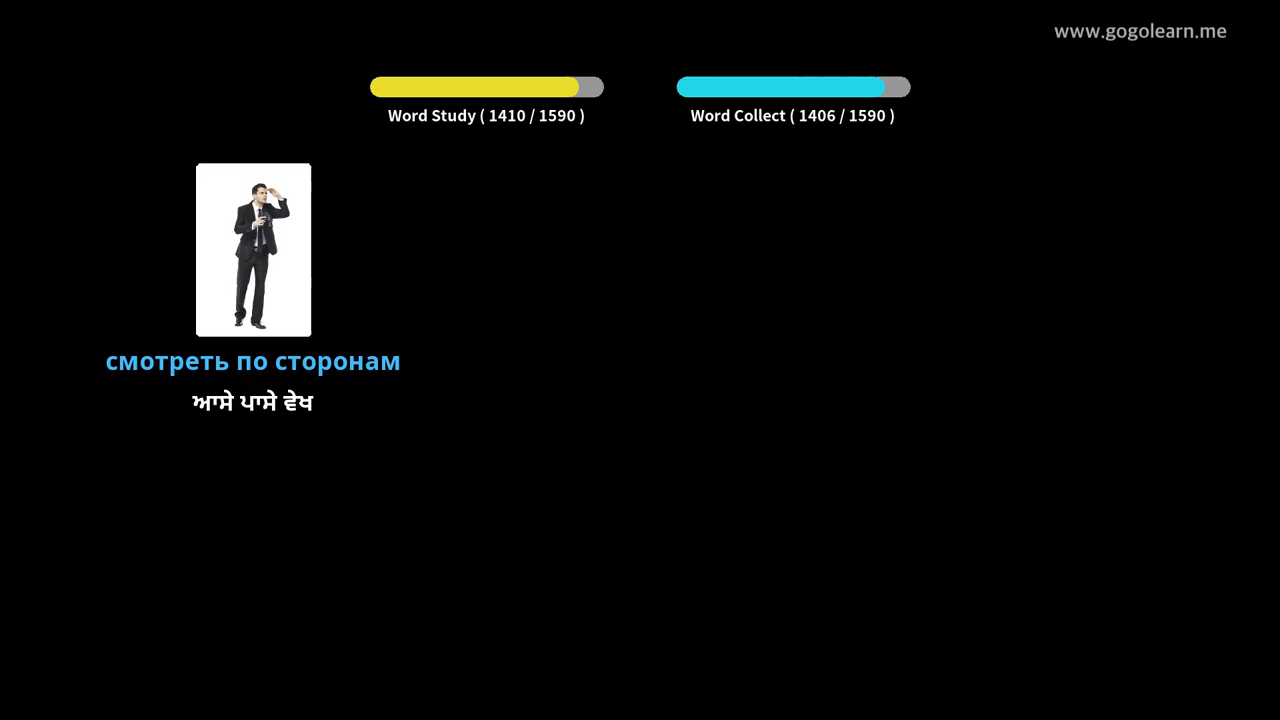 www.gogolearn.me
Word Study ( 1410 / 1590 )
Word Collect ( 1406 / 1590 )
смотреть по сторонам
ਆਸੇ ਪਾਸੇ ਵੇਖ